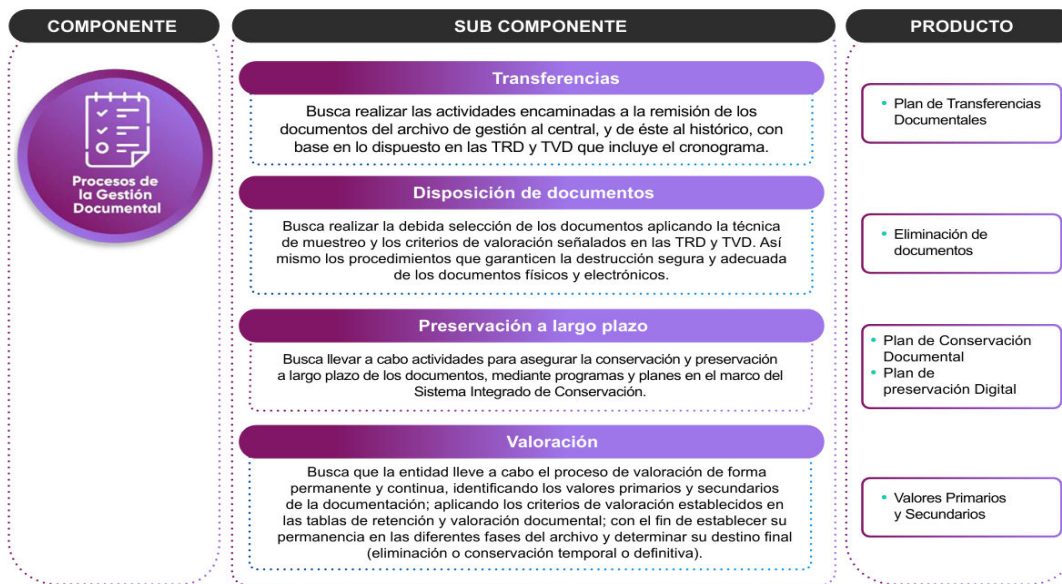 COMPONENTE
SUB COMPONENTE
PRODUCTO
Procesos de
la Gestión
Documental
Transferencias
Busca realizar las actividades encaminadas a la remisión de los
documentos del archivo de gestión al central, y de éste al histórico, con
base en lo dispuesto en las TRD y TVD que incluye el cronograma.
Plan de Transferencias
Documentales
Disposición de documentos
Busca realizar la debida selección de los documentos aplicando la técnica
de muestreo y los criterios de valoración señalados en las TRD y TVD. Así
mismo los procedimientos que garanticen la destrucción segura y adecuada
de los documentos físicos y electrónicos.
Eliminación de
documentos
Preservación a largo plazo
Busca llevar a cabo actividades para asegurar la conservación y preservación
a largo plazo de los documentos, mediante programas y planes en el marco del
Sistema Integrado de Conservación.
Plan de Conservación
Documental
Plan de
preservación Digital
Valoración
Busca que la entidad lleve a cabo el proceso de valoración de forma
permanente y continua, identificando los valores primarios y secundarios
de la documentación; aplicando los criterios de valoración establecidos en
las tablas de retención y valoración documental; con el fin de establecer su
permanencia en las diferentes fases del archivo y determinar su destino final
(eliminación o conservación temporal o definitiva).
Valores Primarios
y Secundarios